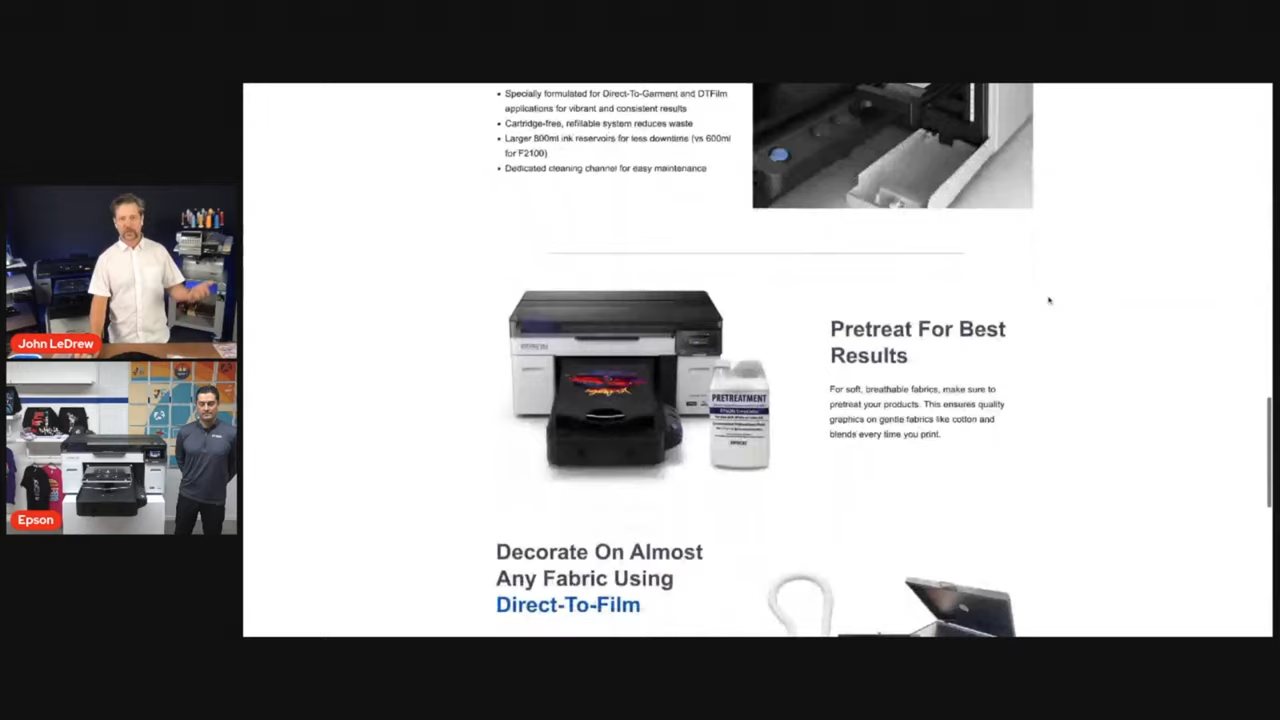 Specially formulated for Direct-To-Garment and DTFilm
applications for vibrant and consistent results
Cartridge-free, refillable system reduces waste
Larger 800ml ink reservoirs for less downtime (vs 600ml
for F2100)
Dedicated cleaning channel for easy maintenance
John LeDrew
Epson
PRETREATMENT
Pretreat For Best
Results
For soft, breathable fabrics, make sure to
pretreat your products. This ensures quality
graphics on gentle fabrics like cotton and
blends every time you print.
Decorate On Almost
Any Fabric Using
Direct-To-Film